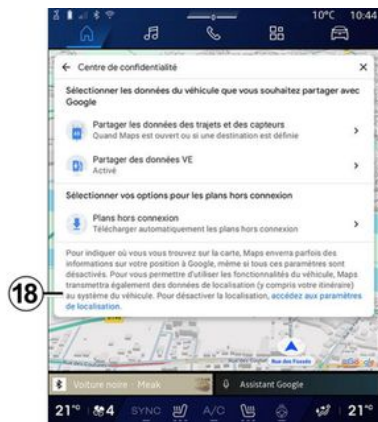 10°C 10:44
Centre de confidentialité
Sélectionner les données du véhicule que vous souhaitez partager avec
Google
Partager les données des trajets et des capteurs
Quand Maps est ouvert ou si une destination est définie
Partager des données VE
Activé
Sélectionner vos options pour les plans hors connexion
Plans hors connexion
Télécharger automatiquement les plans hors connexion
Pour indiquer où vous vous trouvez sur la carte, Maps enverra parfois des
informations sur votre position à Google, même si tous ces paramètres sont
désactivés. Pour vous permettre d'utiliser les fonctionnalités du véhicule, Maps
transmettra également des données de localisation (y compris votre itinéraire)
18
au système du véhicule. Pour désactiver la localisation, accédez aux paramètres
de localisation.
Rue des Fossés
Google
Voiture noire · Meak
Assistant Google
21°° 4 SYNC A/C 21°°